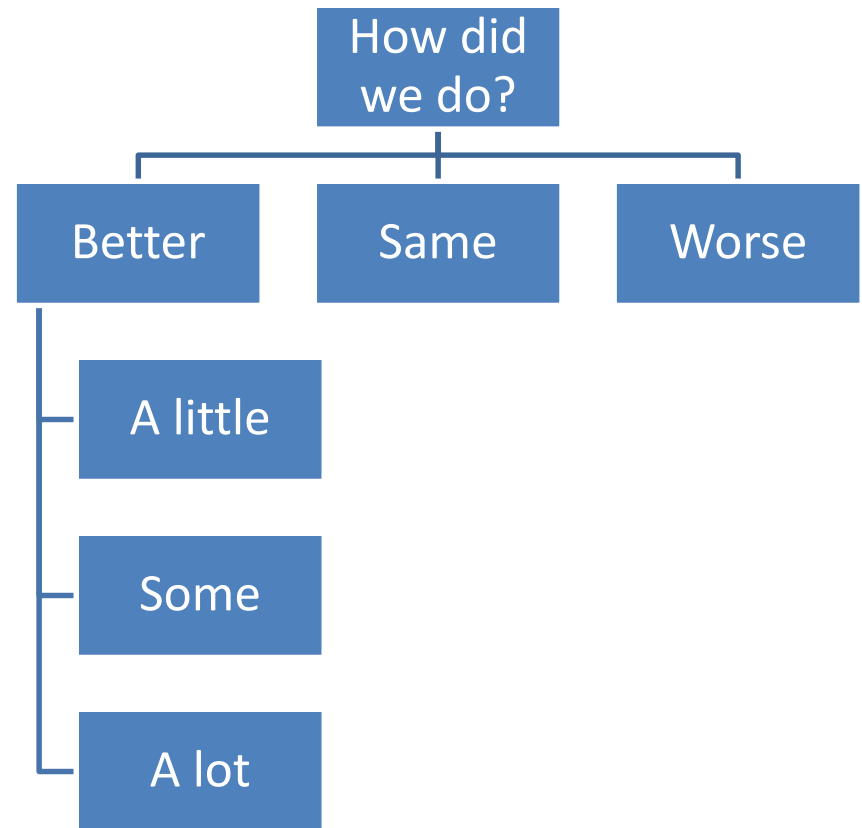 How did
we do?
Better
Same
Worse
A little
Some
A lot